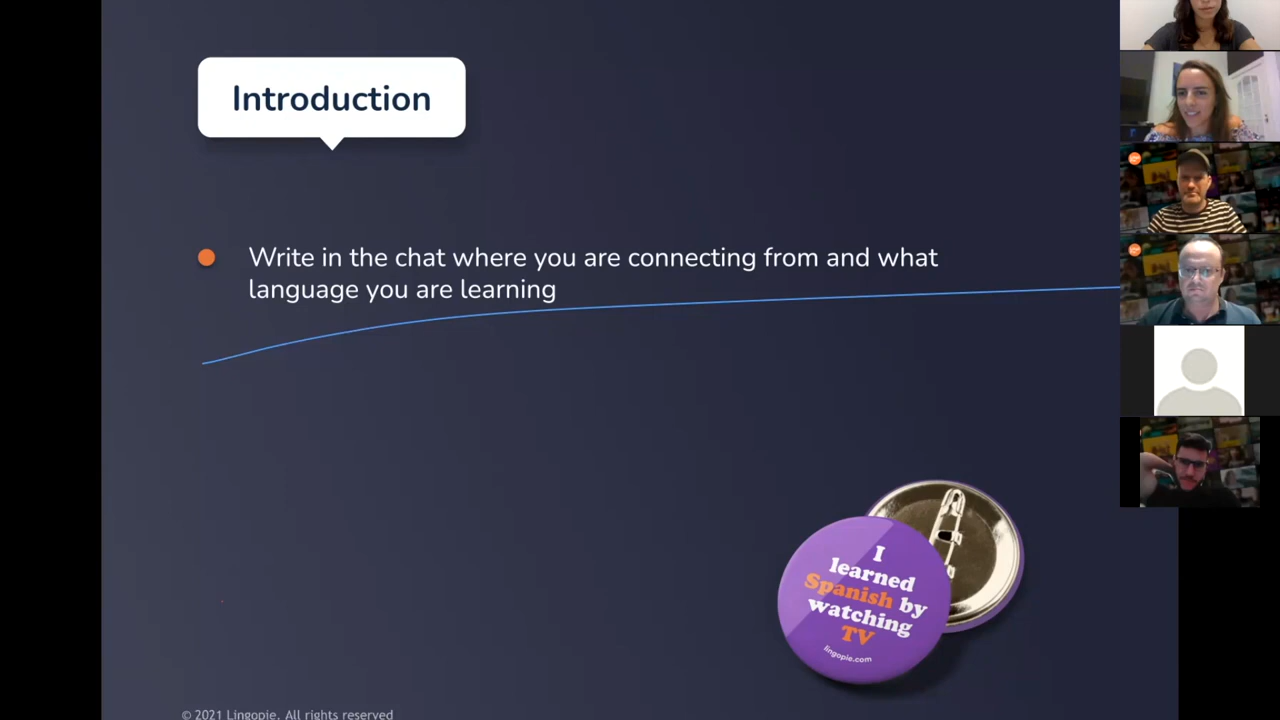 Introduction
Write in the chat where you are connecting from and what
language you are learning
I
learned
Spanish by
watching
TV
lingopie.com
© 2021 Lingopie. All rights reserved